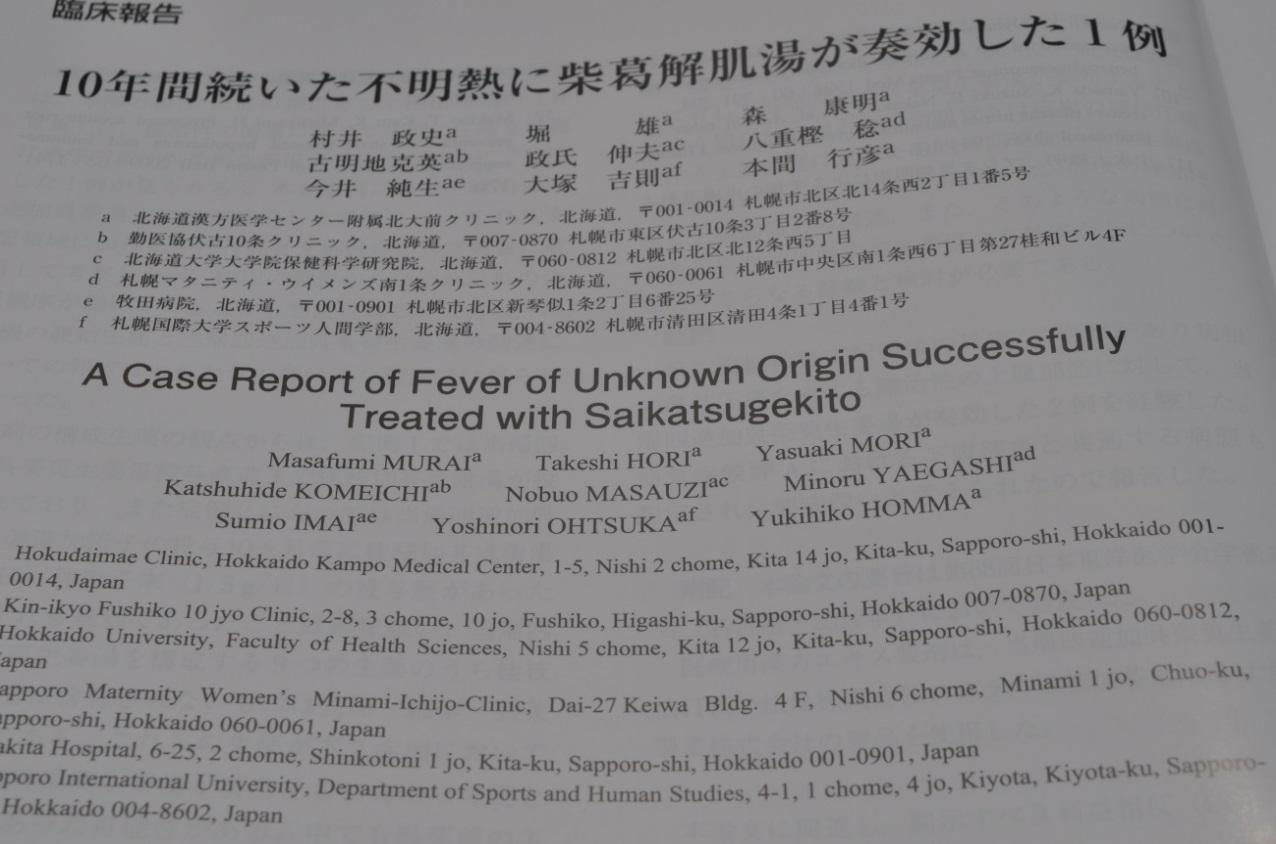 臨床報告
10年間続いた不明熱に柴葛解肌湯が奏効した1例
村井 政史a 堀 雄a 森 康明a
古明地克英ab 政氏 伸夫ac 八重樫 稔ad
今井 純生ae 大塚 吉則af 本間 行彦a
a 北海道漢方医学センター附属北大前クリニック，北海道，〒001-0014 札幌市北区北14条西2丁目1番5号
b 勤医協伏古10条クリニック，北海道，〒007-0870 札幌市東区伏古10条3丁目2番8号
c 北海道大学大学院保健科学研究院，北海道，〒060-0812 札幌市北区北12条西5丁目
d 札幌マタニティ・ウイメンズ南1条クリニック，北海道，〒060-0061 札幌市中央区南1条西6丁目第27桂和ビル4F
e 牧田病院，北海道，〒001-0901 札幌市北区新琴似1条2丁目6番25号
f 札幌国際大学スポーツ人間学部，北海道，〒004-8602 札幌市清田区清田4条1丁目4番1号
A Case Report of Fever of Unknown Origin Successfully
Treated with Saikatsugekito
Masafumi MURAIa Takeshi HORIa Yasuaki MORIa
Katshuhide KOMEICHIab Nobuo MASAUZIac Minoru YAEGASHIad
Sumio IMAIae Yoshinori OHTSUKAaf Yukihiko HOMMAa
Hokudaimae Clinic, Hokkaido Kampo Medical Center, 1-5, Nishi 2 chome, Kita 14 jo, Kita-ku, Sapporo-shi, Hokkaido 001-
0014, Japan
Kin-ikyo Fushiko 10 jyo Clinic, 2-8, 3 chome, 10 jo, Fushiko, Higashi-ku, Sapporo-shi, Hokkaido 007-0870, Japan
Hokkaido University, Faculty of Health Sciences, Nishi 5 chome, Kita 12 jo, Kita-ku, Sapporo-shi, Hokkaido 060-0812,
apan
apporo Maternity Women's Minami-Ichijo-Clinic, Dai-27 Keiwa Bldg. 4 F, Nishi 6 chome, Minami 1 jo, Chuo-ku,
pporo-shi, Hokkaido 060-0061, Japan
akita Hospital, 6-25, 2 chome, Shinkotoni 1 jo, Kita-ku, Sapporo-shi, Hokkaido 001-0901, Japan
poro International University, Department of Sports and Human Studies, 4-1, 1 chome, 4 jo, Kiyota, Kiyota-ku, Sapporo-
Hokkaido 004-8602, Japan